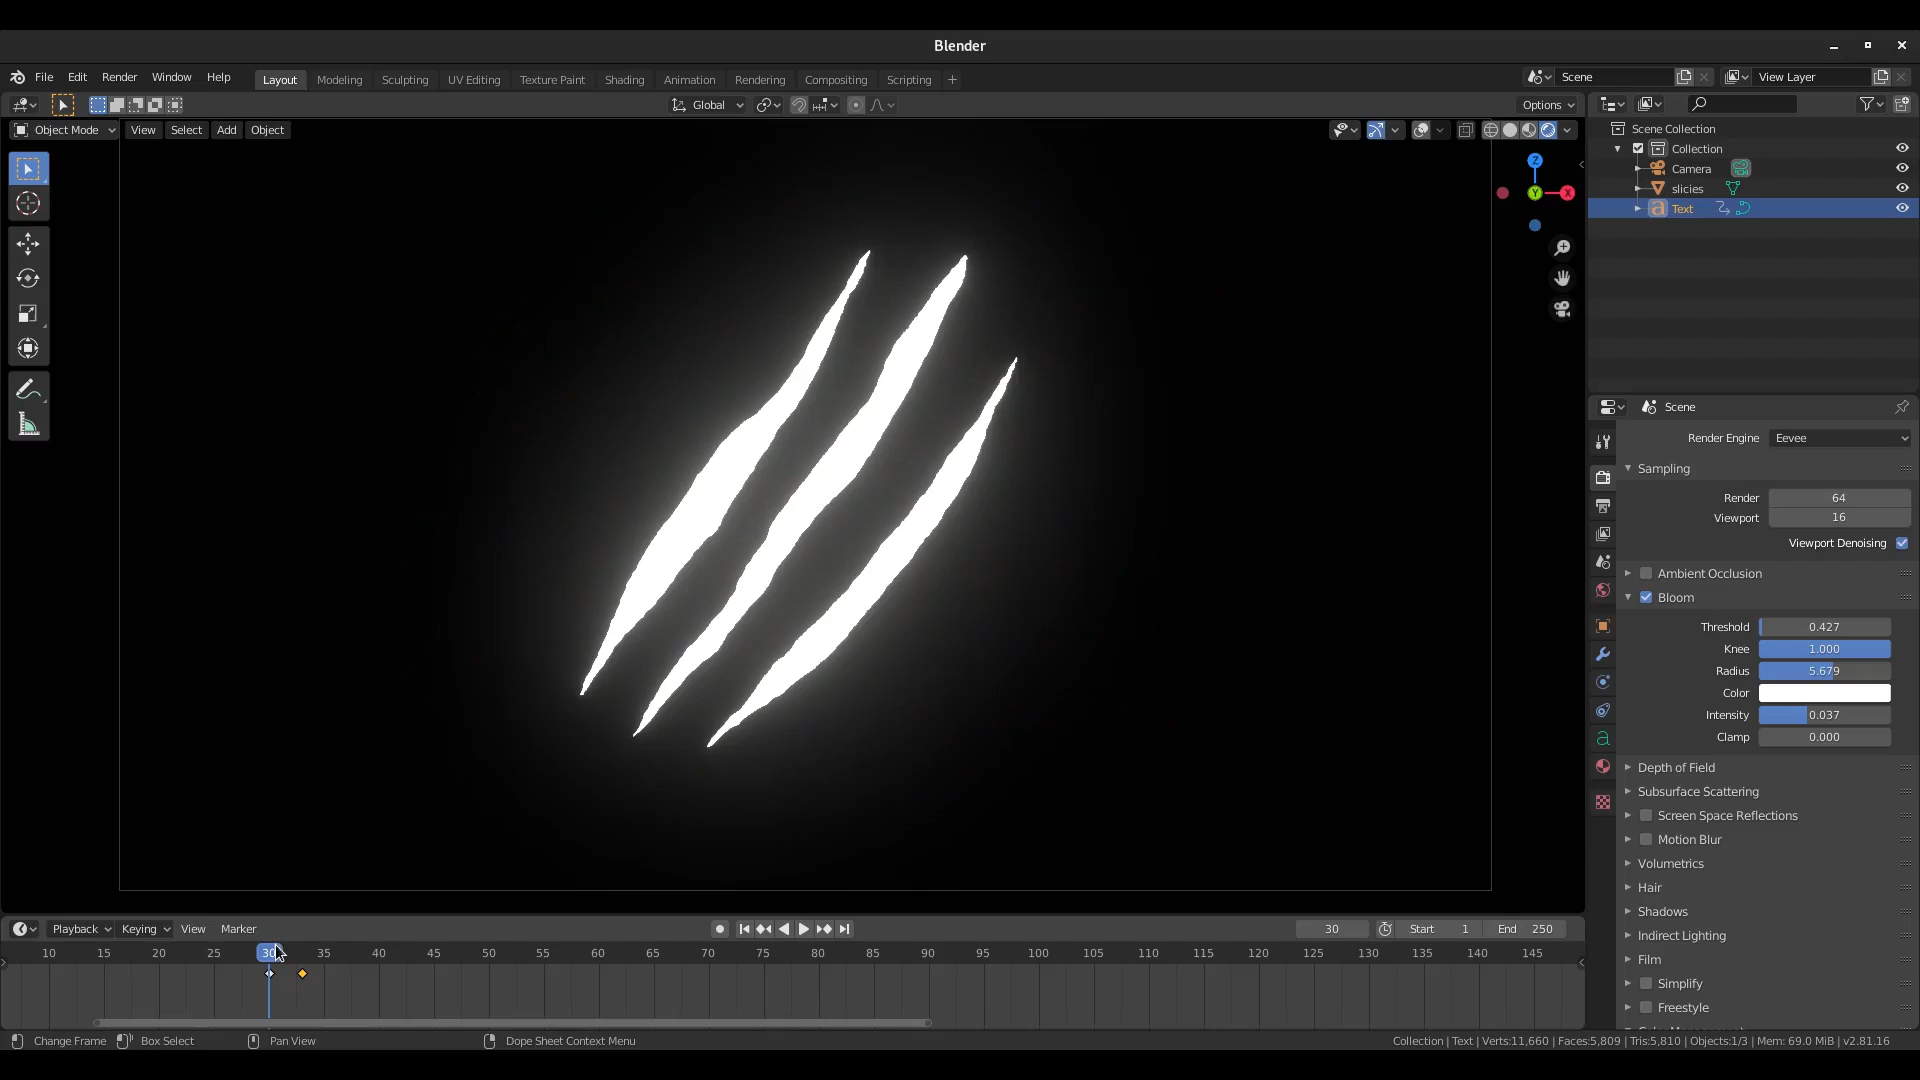 Blender
File Edit Render Window Help Layout Modeling Sculpting UV Editing Texture Paint Shading Animation Rendering Compositing Scripting + Scene View Layer
Global Options
Object Mode View Select Add Object
Z
Y X
Scene Collection
Collection
Camera
slicies
Text
Scene
Render Engine Eevee
Sampling
Render 64
Viewport 16
Viewport Denoising
Ambient Occlusion
Bloom
Threshold 0.427
Knee 1.000
Radius 5.679
Color
Intensity 0.037
Clamp 0.000
Depth of Field
Subsurface Scattering
Screen Space Reflections
Motion Blur
Volumetrics
Hair
Shadows
Indirect Lighting
Film
Simplify
Freestyle
Playback Keying View Marker 30 Start 1 End 250
10 15 20 25 30 35 40 45 50 55 60 65 70 75 80 85 90 95 100 105 110 115 120 125 130 135 140 145
Change Frame Box Select Pan View Dope Sheet Context Menu Collection | Text | Verts:11,660 | Faces:5,809 | Tris:5,810 | Objects:1/3 | Mem: 69.0 MiB | v2.81.16